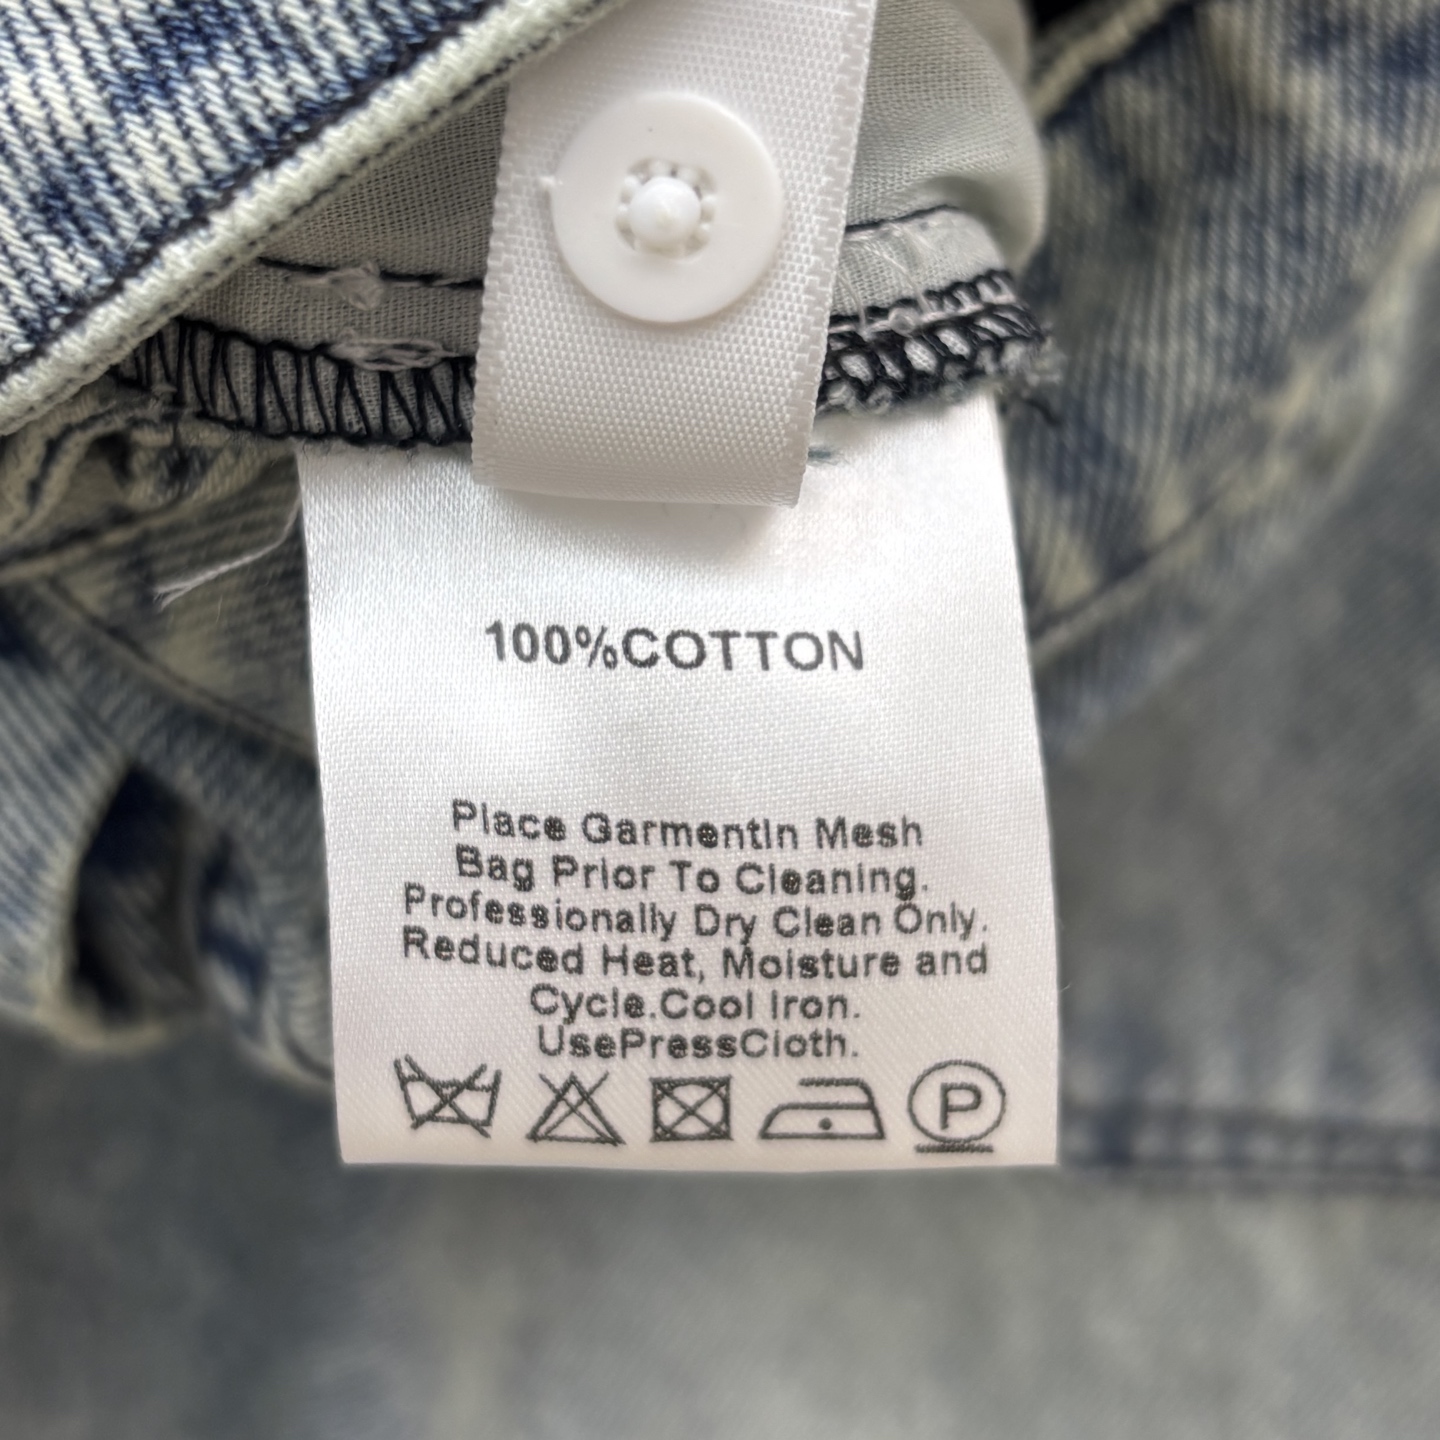 100%COTTON
Place GarmentIn Mesh
Bag Prior To Cleaning.
Professionally Dry Clean Only.
Reduced Heat, Moisture and
Cycle.Cool Iron.
UsePressCloth.
P